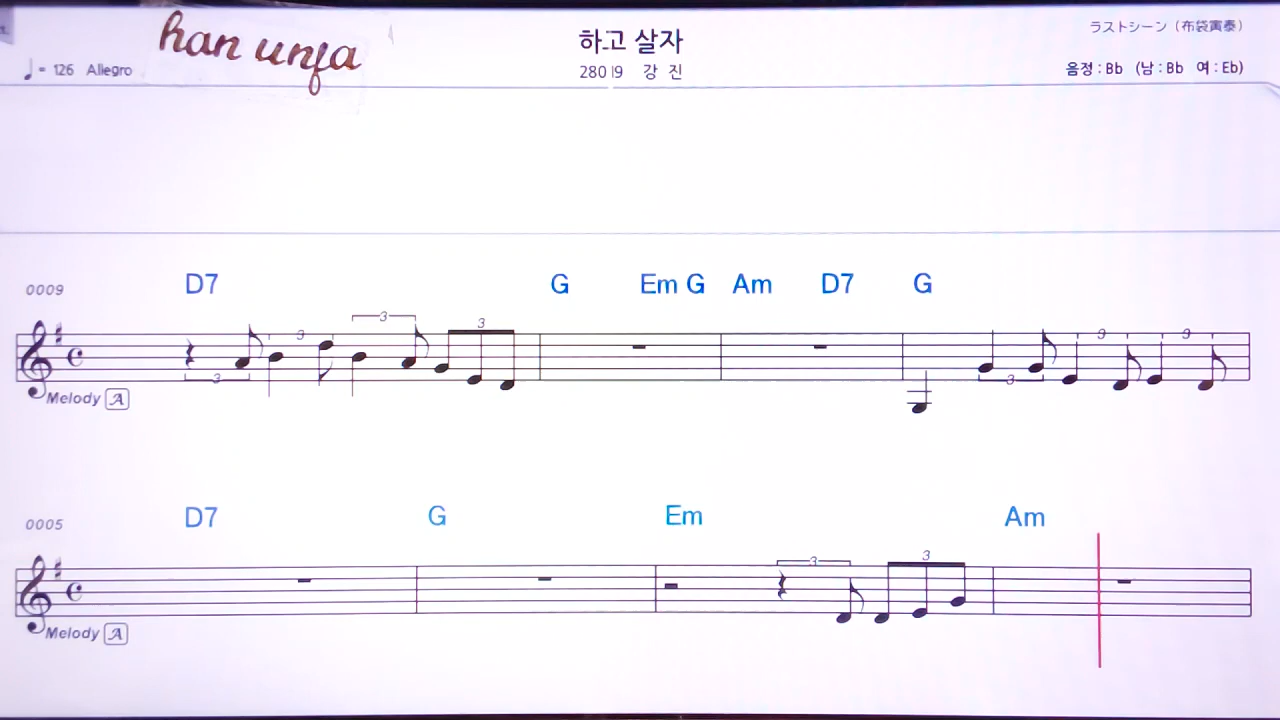 han unja
하고 살자
ラストシーン（布袋寅泰）
♩= 126 Allegro
28019 강 진
음정 : Bb (남 : Bb 여 : Eb)
0009 D7 G Em G Am D7 G
3 3 3 3 3 3 3
Melody A
0005 D7 G Em Am
3 3
Melody A